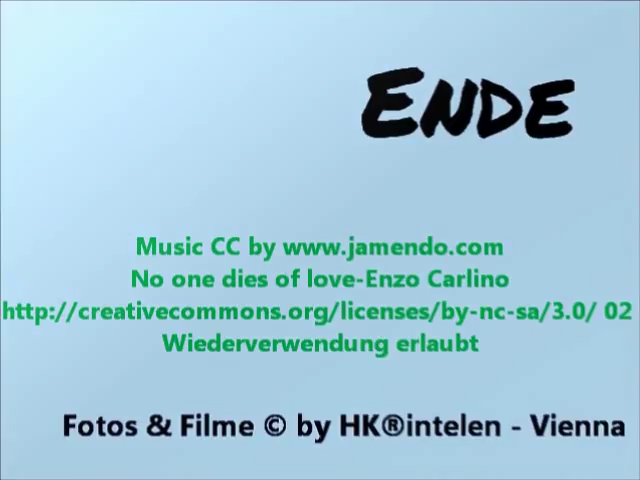 ENDE
Music CC by www.jamendo.com
No one dies of love-Enzo Carlino
http://creativecommons.org/licenses/by-nc-sa/3.0/ 02
Wiederverwendung erlaubt
Fotos & Filme © by HK®intelen - Vienna